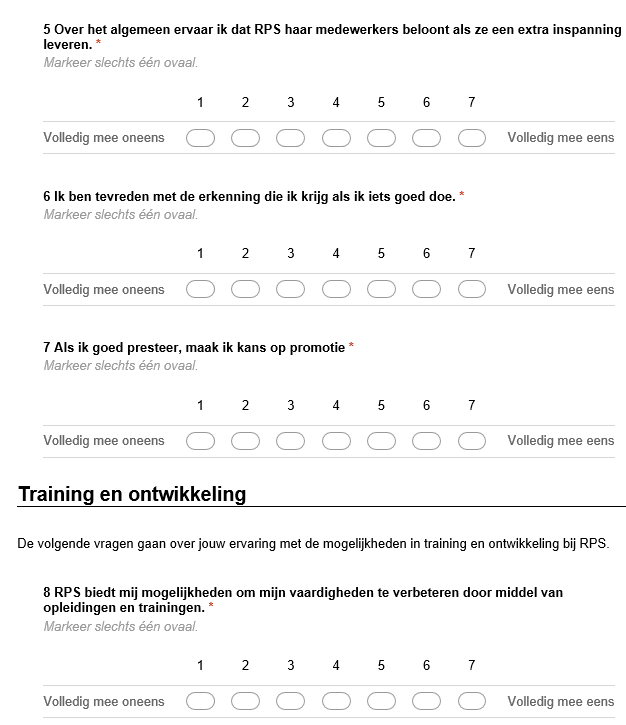 5 Over het algemeen ervaar ik dat RPS haar medewerkers beloont als ze een extra inspanning
leveren. *
Markeer slechts één ovaal.
1 2 3 4 5 6 7
Volledig mee oneens Volledig mee eens
6 Ik ben tevreden met de erkenning die ik krijg als ik iets goed doe. *
Markeer slechts één ovaal.
1 2 3 4 5 6 7
Volledig mee oneens Volledig mee eens
7 Als ik goed presteer, maak ik kans op promotie *
Markeer slechts één ovaal.
1 2 3 4 5 6 7
Volledig mee oneens Volledig mee eens
Training en ontwikkeling
De volgende vragen gaan over jouw ervaring met de mogelijkheden in training en ontwikkeling bij RPS.
8 RPS biedt mij mogelijkheden om mijn vaardigheden te verbeteren door middel van
opleidingen en trainingen. *
Markeer slechts één ovaal.
1 2 3 4 5 6 7
Volledig mee oneens Volledig mee eens